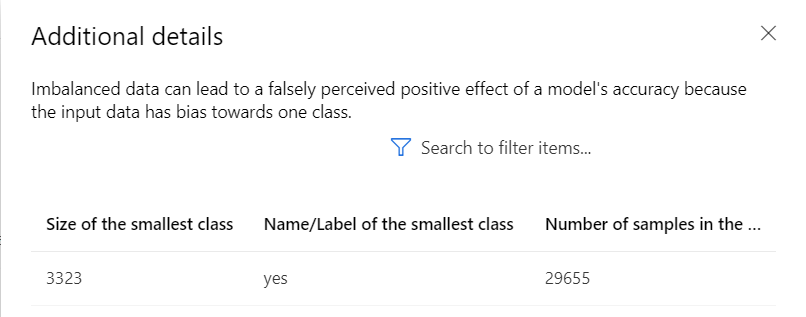 Additional details
Imbalanced data can lead to a falsely perceived positive effect of a model's accuracy because
the input data has bias towards one class.
Search to filter items...
Size of the smallest class Name/Label of the smallest class Number of samples in the ...
3323 yes 29655